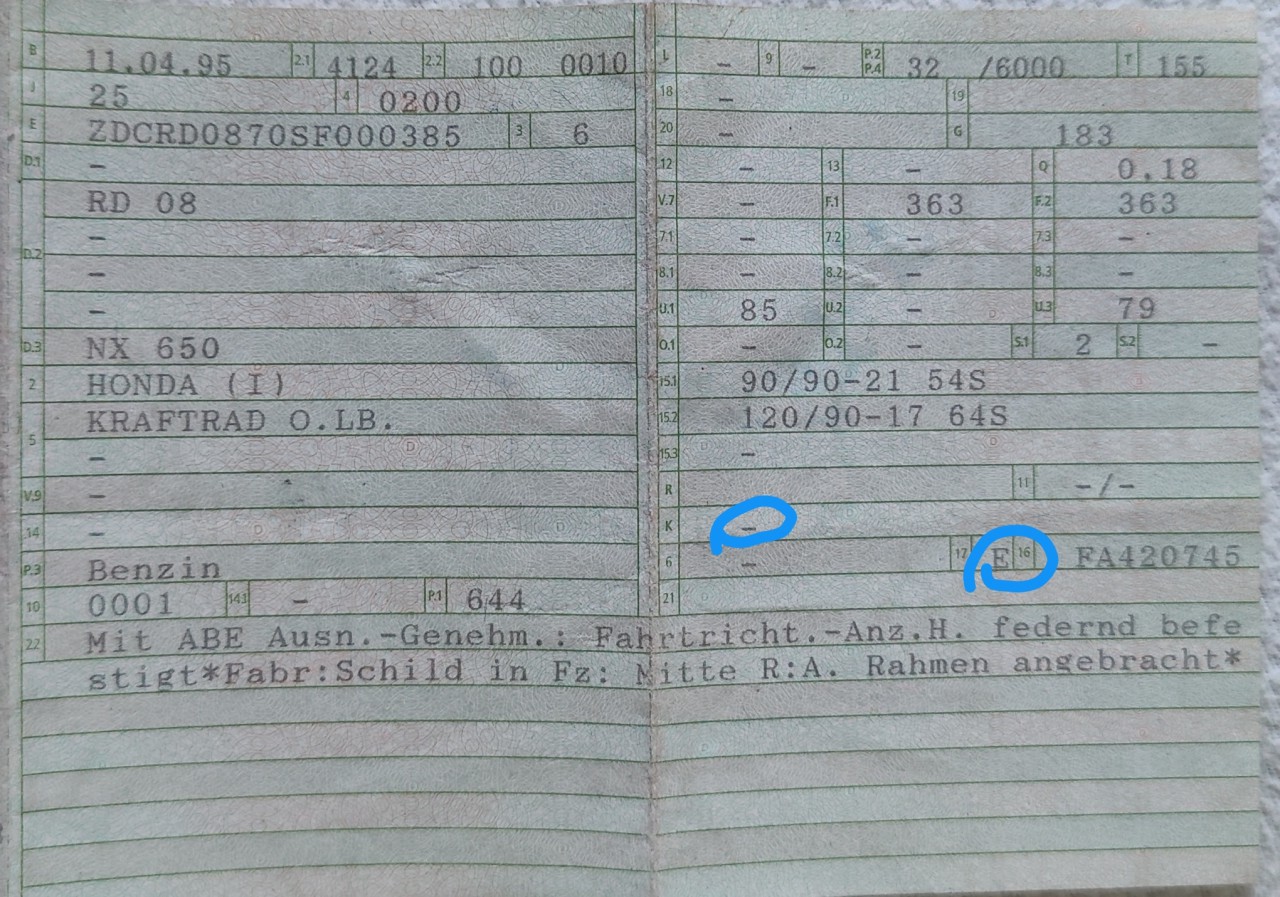 B 11.04.95 2.1 4124 2.2 100 0010
J 25 4 0200
E ZDCRD0870SF000385 3 6
D.1 -
RD 08
-
D.2
-
-
D.3 NX 650
2 HONDA (I)
KRAFTRAD O.LB.
5
-
V.9 -
14 -
P.3 Benzin
10 0001 14.1 - P.1 644
L - 9 - P.2 P.4 32 /6000 T 155
18 - 19
20 - G 183
12 - 13 - Q 0,18
V.7 - F.1 363 F.2 363
7.1 - 7.2 - 7.3 -
8.1 - 8.2 - 8.3 -
U.1 85 U.2 - U.3 79
O.1 - O.2 - S.1 2 S.2 -
15.1 90/90-21 54S
15.2 120/90-17 64S
15.3 -
R 11 -/-
K -
6 - 17 E 16 FA420745
21
22 Mit ABE Ausn.-Genehm.: Fahrtricht.-Anz.H. federnd befe
stigt*Fabr:Schild in Fz: Mitte R:A. Rahmen angebracht*